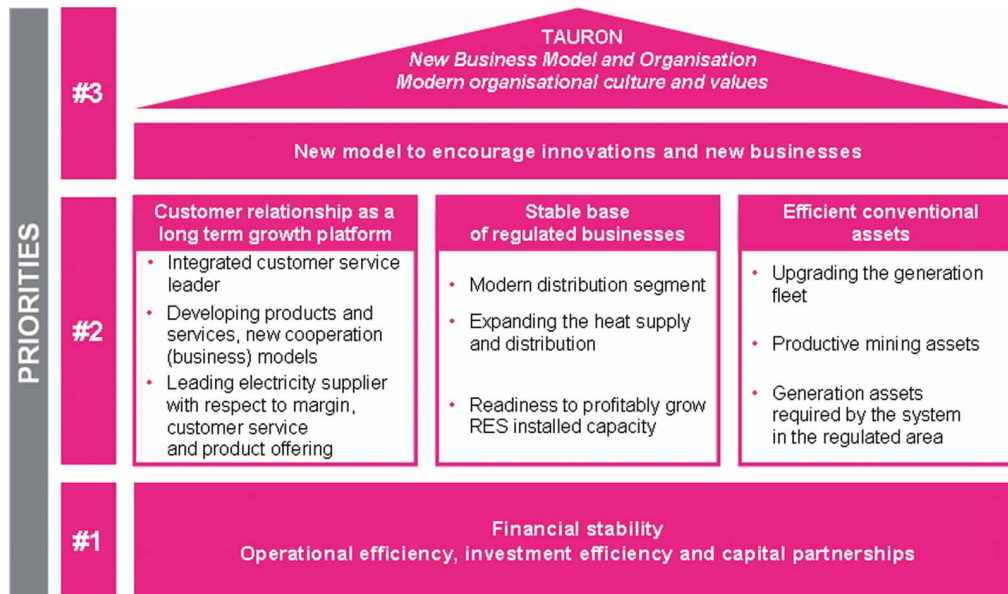 PRIORITIES
#3
TAURON
New Business Model and Organisation
Modern organisational culture and values
New model to encourage innovations and new businesses
#2
Customer relationship as a
long term growth platform
• Integrated customer service
leader
• Developing products and
services, new cooperation
(business) models
• Leading electricity supplier
with respect to margin,
customer service
and product offering
Stable base
of regulated businesses
• Modern distribution segment
• Expanding the heat supply
and distribution
• Readiness to profitably grow
RES installed capacity
Efficient conventional
assets
• Upgrading the generation
fleet
• Productive mining assets
• Generation assets
required by the system
in the regulated area
#1
Financial stability
Operational efficiency, investment efficiency and capital partnerships